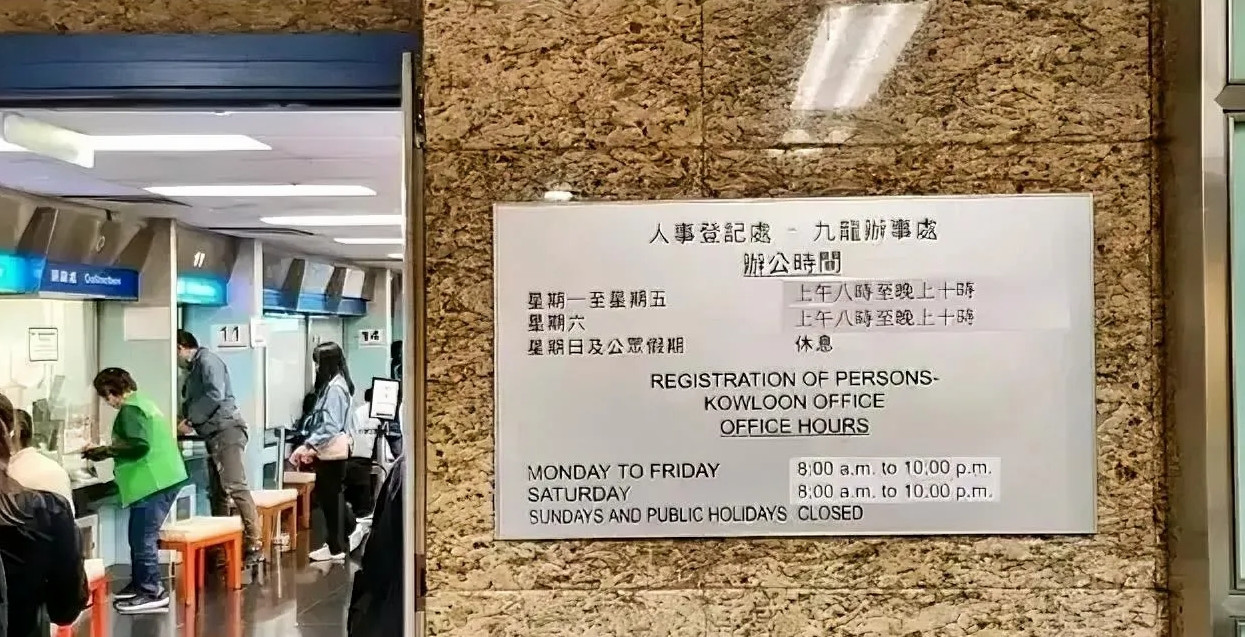 人事登記處 - 九龍辦事處
辦公時間
星期一至星期五 上午八時至晚上十時
星期六 上午八時至晚上十時
星期日及公眾假期 休息
REGISTRATION OF PERSONS-
KOWLOON OFFICE
OFFICE HOURS
MONDAY TO FRIDAY 8:00 a.m. to 10:00 p.m.
SATURDAY 8:00 a.m. to 10:00 p.m.
SUNDAYS AND PUBLIC HOLIDAYS CLOSED
11